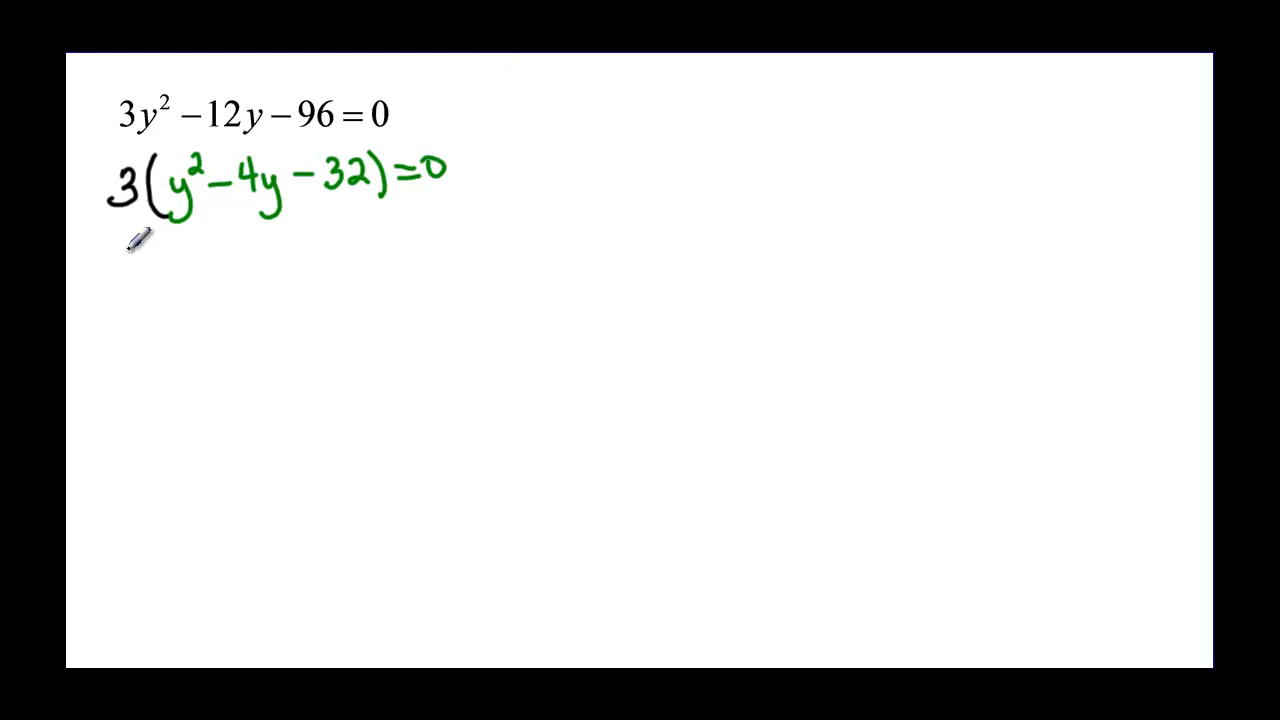 3y² − 12y − 96 = 0
3(y² − 4y − 32) = 0